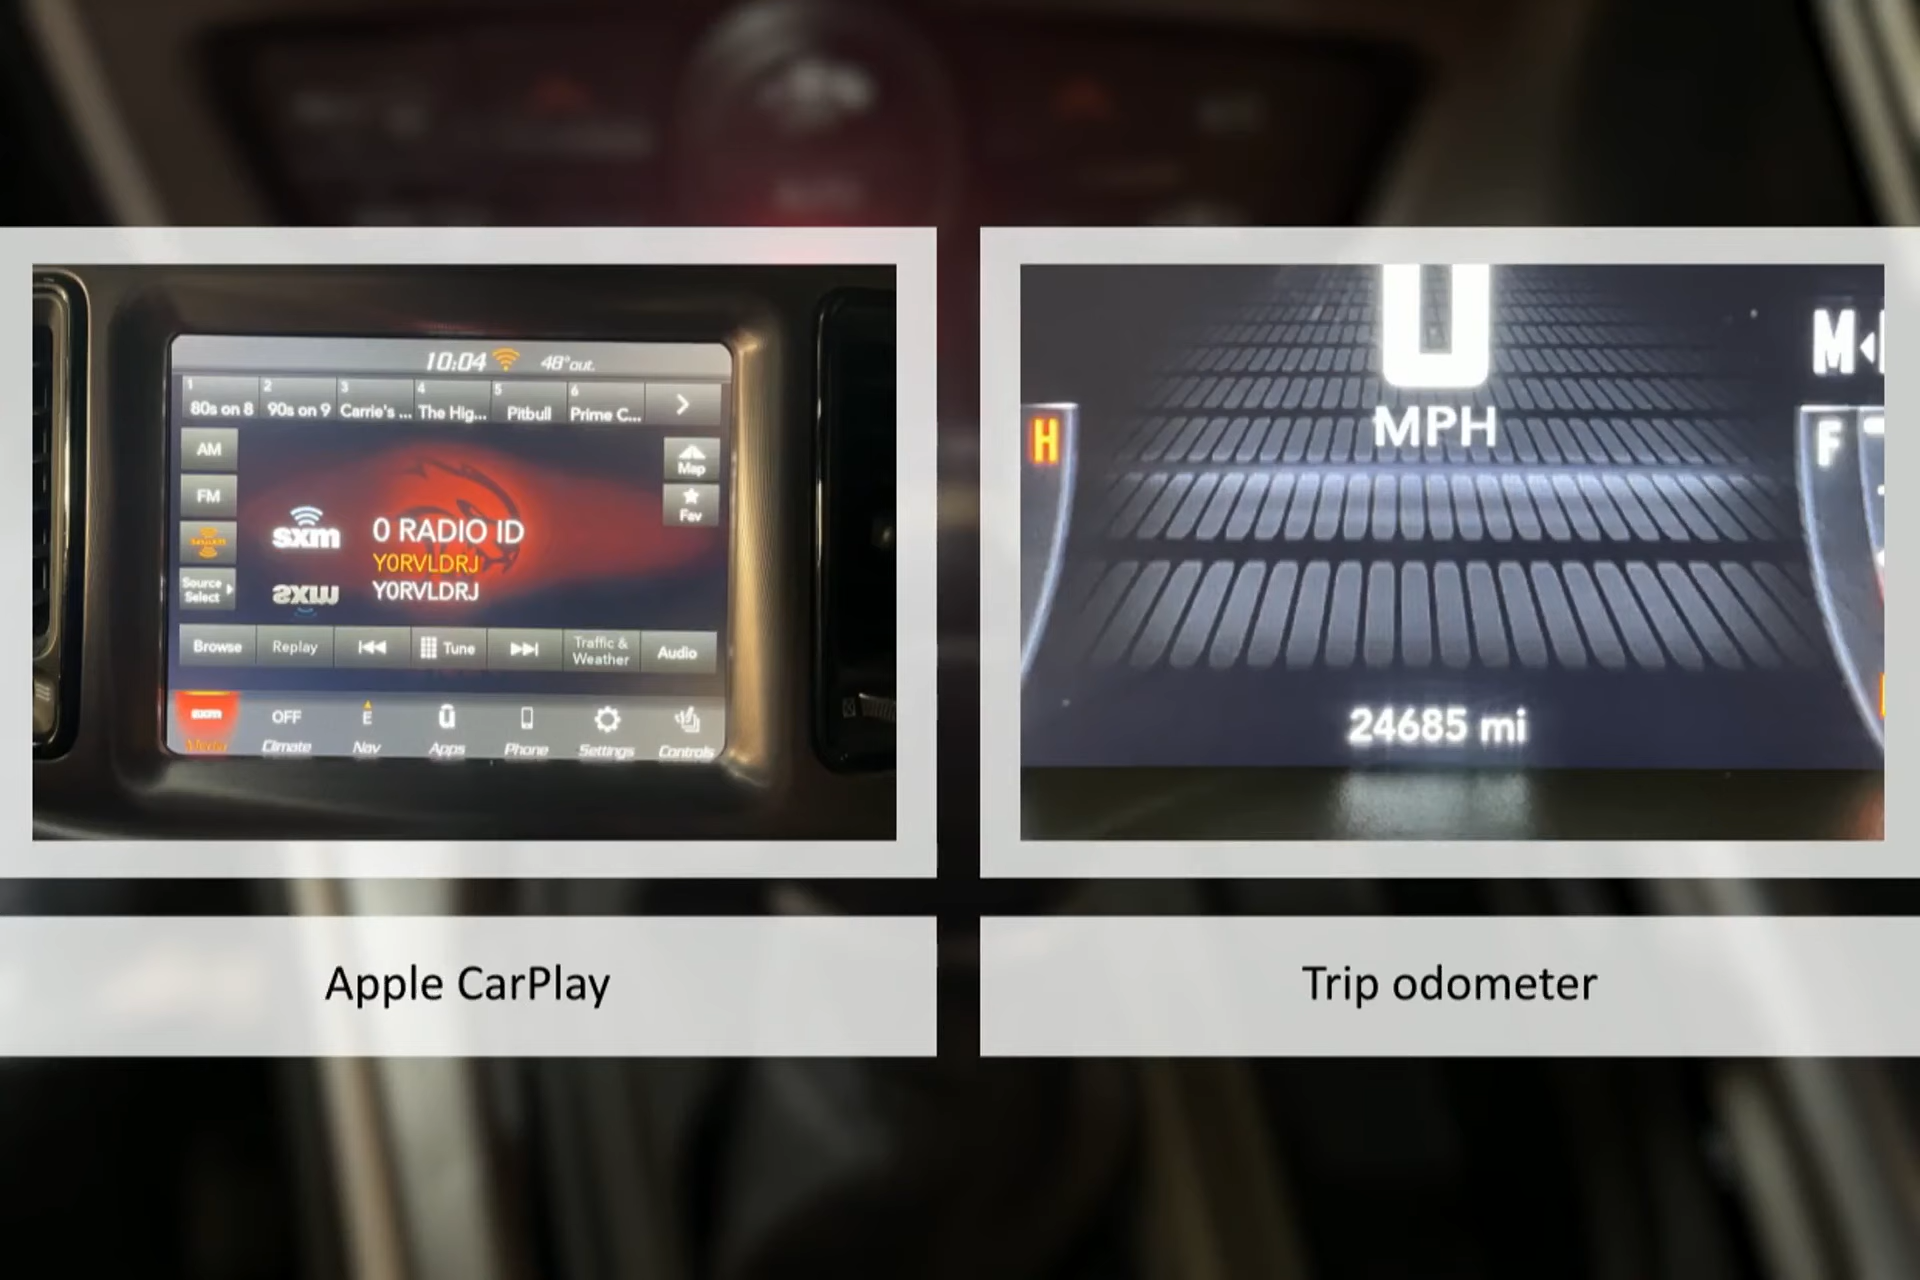 10:04 48°out.
1 2 3 4 5 6
80s on 8 90s on 9 Carrie's ... The Hig... Pitbull Prime C...
AM
FM
Source
Select
Map
Fav
sxm
0 RADIO ID
Y0RVLDRJ
Y0RVLDRJ
Browse Replay Tune Traffic &
Weather Audio
sxm OFF E
Media Climate Nav Apps Phone Settings Controls
0
MPH
H
M
F
24685 mi
Apple CarPlay
Trip odometer